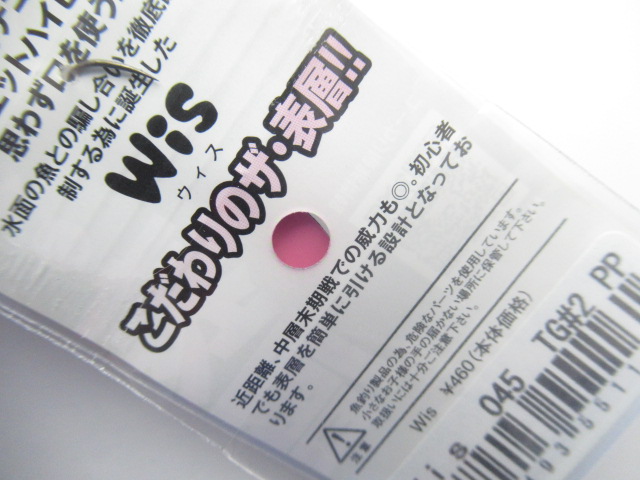 ットハイ
思わず口を使う
水面の魚との騙し合いを徹底
制する為に誕生した
Wis
ウィス
こだわりのザ・表層!!
近距離、中層末期戦での威力も◎。初心者
でも表層を簡単に引ける設計となってお
ります。
注意
魚釣り製品の為、危険なパーツを使用しています。
小さなお子様の手の届かない場所に保管して下さい。
取扱いには十分ご注意下さい。
Wis ¥460(本体価格)
is 045 TG#2 PP